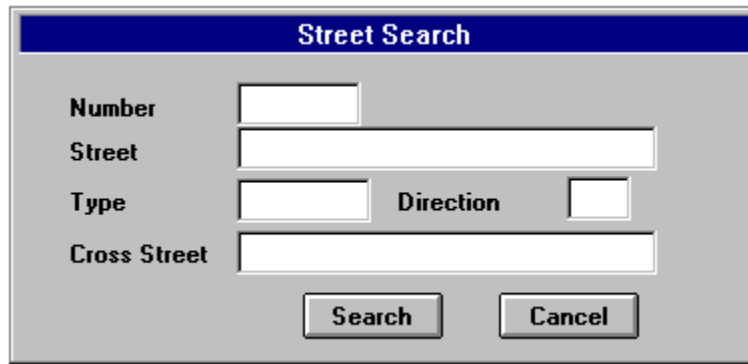 Street Search
Number
Street
Type Direction
Cross Street
Search Cancel